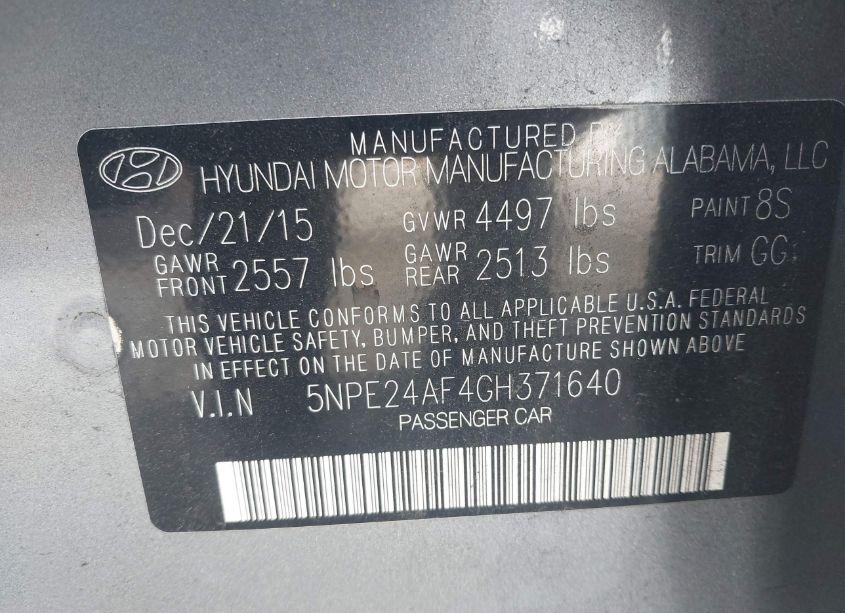 MANUFACTURED BY
HYUNDAI MOTOR MANUFACTURING ALABAMA, LLC
Dec/21/15 GVWR 4497 lbs PAINT 8S
GAWR FRONT 2557 lbs GAWR REAR 2513 lbs TRIM GG
THIS VEHICLE CONFORMS TO ALL APPLICABLE U.S.A. FEDERAL
MOTOR VEHICLE SAFETY, BUMPER, AND THEFT PREVENTION STANDARDS
IN EFFECT ON THE DATE OF MANUFACTURE SHOWN ABOVE
V.I.N 5NPE24AF4GH371640
PASSENGER CAR